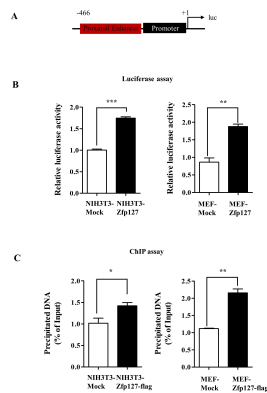 A
-466
+1
luc
Proximal Enhancer
Promoter
Luciferase assay
B
Relative luciferase activity
2.0
1.5
1.0
0.5
0.0
***
NIH3T3-
Mock
NIH3T3-
Zfp127
Relative luciferase activity
2.5
2.0
1.5
1.0
0.5
0.0
**
MEF-
Mock
MEF-
Zfp127
ChIP assay
C
Precipitated DNA
(% of Input)
2.0
1.5
1.0
0.5
0.0
*
NIH3T3-
Mock
NIH3T3-
Zfp127-flag
Precipitated DNA
(% of Input)
2.5
2.0
1.5
1.0
0.5
0.0
**
MEF-
Mock
MEF-
Zfp127-flag